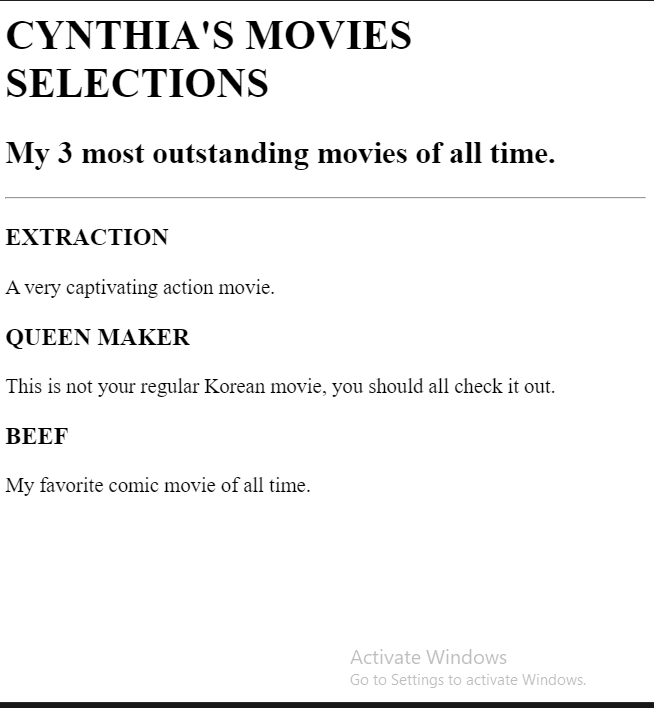 CYNTHIA'S MOVIES
SELECTIONS
My 3 most outstanding movies of all time.
EXTRACTION
A very captivating action movie.
QUEEN MAKER
This is not your regular Korean movie, you should all check it out.
BEEF
My favorite comic movie of all time.
Activate Windows
Go to Settings to activate Windows.